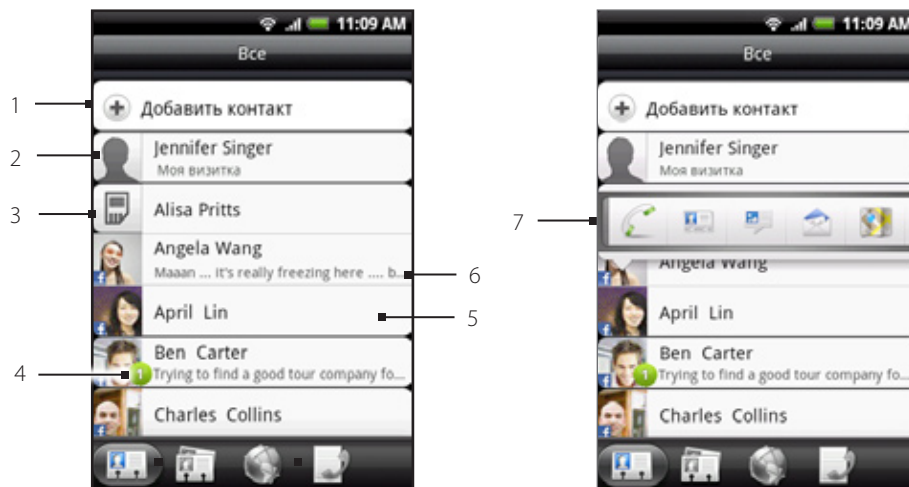 11:09 AM
Все
1
Добавить контакт
2
Jennifer Singer
Моя визитка
3
Alisa Pritts
Angela Wang
Maaan ... it's really freezing here .... b...
6
April Lin
5
4
Ben Carter
1
Trying to find a good tour company fo...
Charles Collins
11:09 AM
Все
Добавить контакт
Jennifer Singer
Моя визитка
7
Angela Wang
April Lin
Ben Carter
1
Trying to find a good tour company fo...
Charles Collins